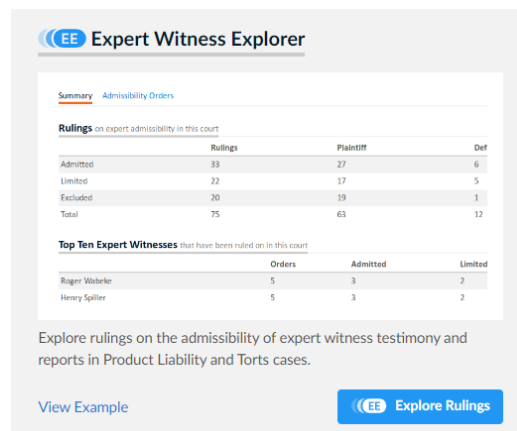 EE Expert Witness Explorer
Summary Admissibility Orders
Rulings on expert admissibility in this court
Rulings Plaintiff Def
Admitted 33 27 6
Limited 22 17 5
Excluded 20 19 1
Total 75 63 12
Top Ten Expert Witnesses that have been ruled on in this court
Orders Admitted Limited
Roger Wabeke 5 3 2
Henry Spiller 5 3 2
Explore rulings on the admissibility of expert witness testimony and
reports in Product Liability and Torts cases.
View Example EE Explore Rulings